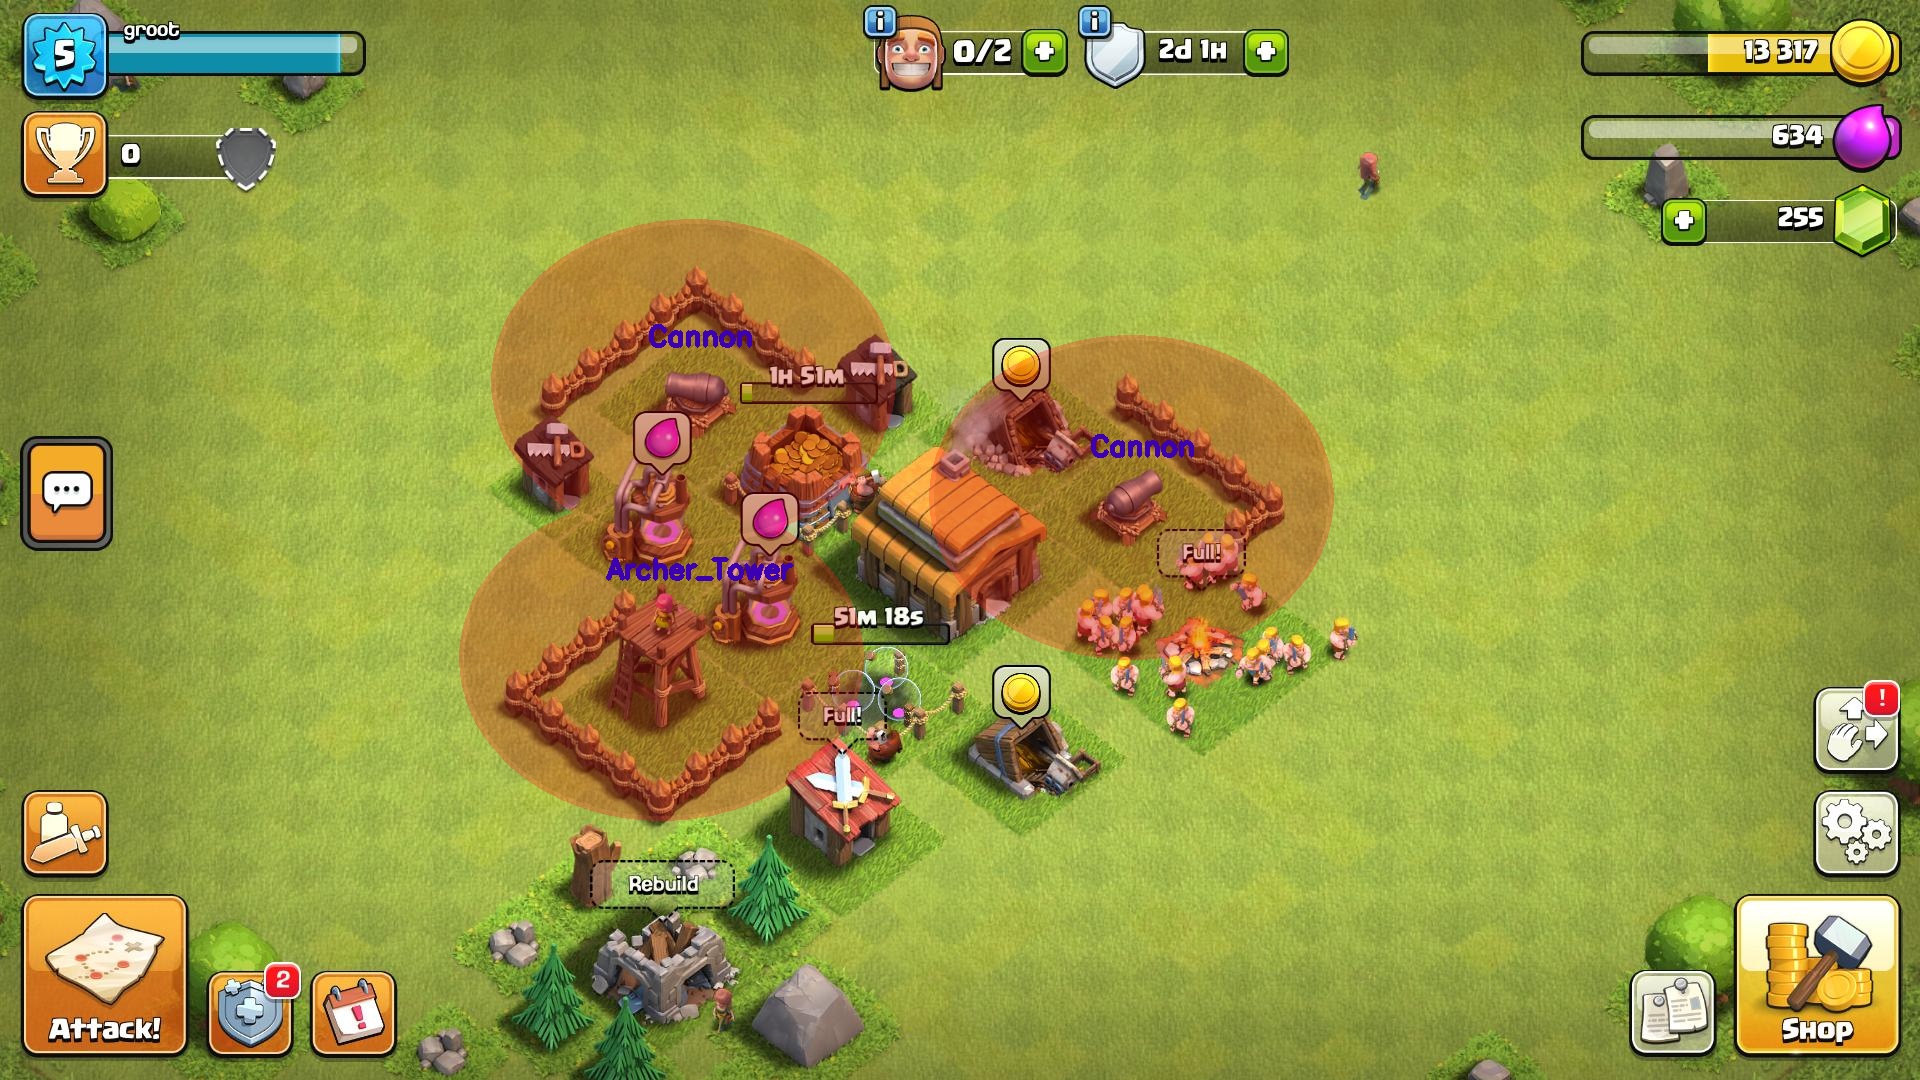 5
groot
0/2
2d 1h
13 317
0
634
255
Cannon
1h 51m
Cannon
Full!
Archer_Tower
51m 18s
Full!
!
Rebuild
2
Attack!
Shop